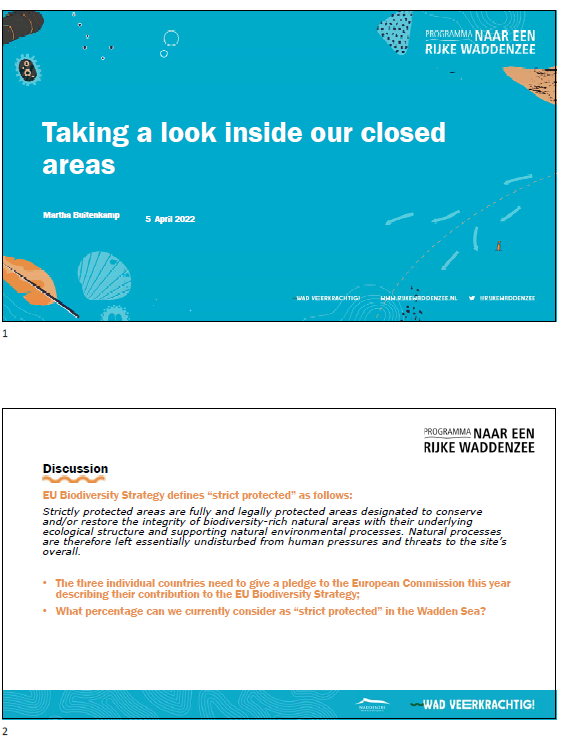 PROGRAMMA NAAR EEN
RIJKE WADDENZEE
Taking a look inside our closed
areas
Martha Buitenkamp
5 April 2022
WAD VEERKRACHTIG!
WWW.RIJKEWADDENZEE.NL
@RIJKEWADDENZEE
1
PROGRAMMA NAAR EEN
RIJKE WADDENZEE
Discussion
EU Biodiversity Strategy defines “strict protected” as follows:
Strictly protected areas are fully and legally protected areas designated to conserve
and/or restore the integrity of biodiversity-rich natural areas with their underlying
ecological structure and supporting natural environmental processes. Natural processes
are therefore left essentially undisturbed from human pressures and threats to the site’s
overall.
• The three individual countries need to give a pledge to the European Commission this year
describing their contribution to the EU Biodiversity Strategy;
• What percentage can we currently consider as “strict protected” in the Wadden Sea?
WAD VEERKRACHTIG!
2